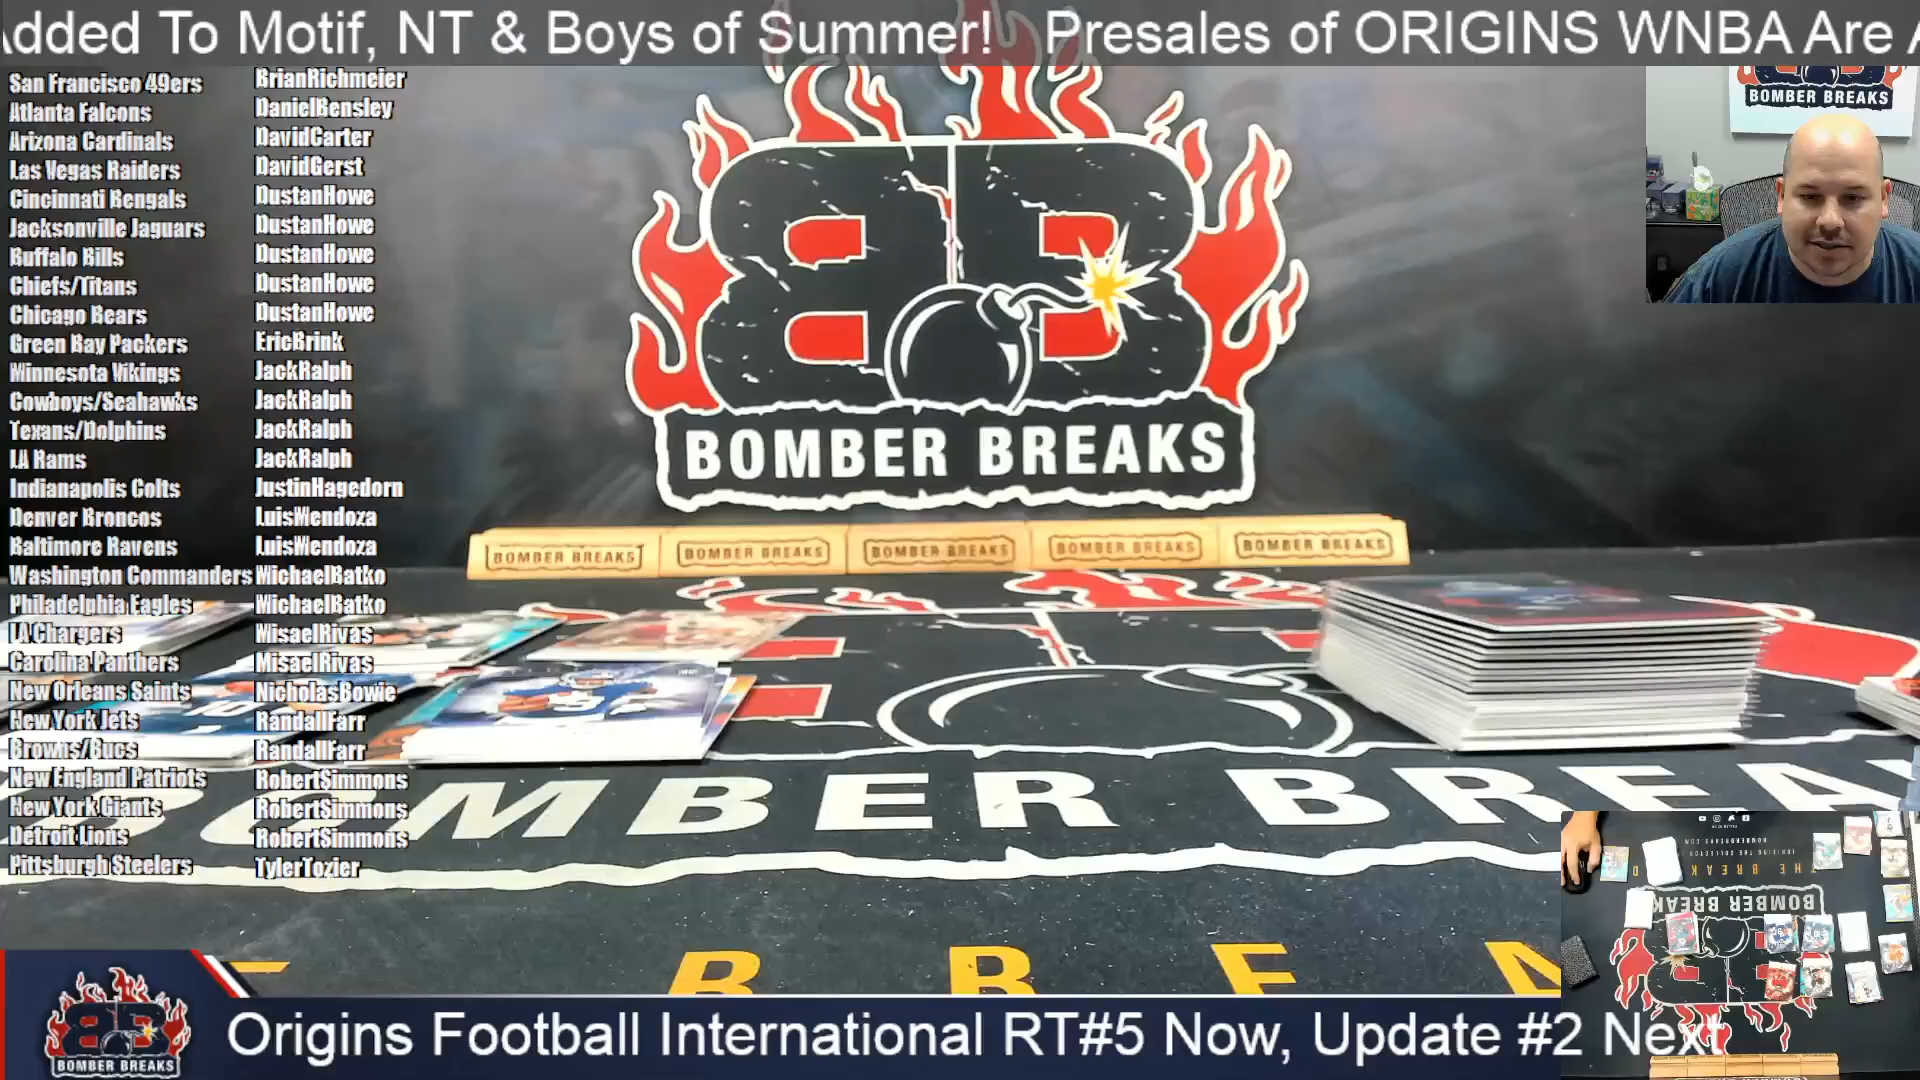 dded To Motif, NT & Boys of Summer!   Presales of ORIGINS WNBA Are
San Francisco 49ers BrianRichmeier
Atlanta Falcons DanielBensley
Arizona Cardinals DavidCarter
Las Vegas Raiders DavidGerst
Cincinnati Bengals DustanHowe
Jacksonville Jaguars DustanHowe
Buffalo Bills DustanHowe
Chiefs/Titans DustanHowe
Chicago Bears DustanHowe
Green Bay Packers EricBrink
Minnesota Vikings JackRalph
Cowboys/Seahawks JackRalph
Texans/Dolphins JackRalph
LA Rams JackRalph
Indianapolis Colts JustinHagedorn
Denver Broncos LuisMendoza
Baltimore Ravens LuisMendoza
Washington Commanders MichaelBatko
Philadelphia Eagles MichaelBatko
LA Chargers MisaelRivas
Carolina Panthers MisaelRivas
New Orleans Saints NicholasBowie
New York Jets RandallFarr
Browns/Bucs RandallFarr
New England Patriots RobertSimmons
New York Giants RobertSimmons
Detroit Lions RobertSimmons
Pittsburgh Steelers TylerTozier
BOMBER BREAKS
BOMBER BREAKS
BOMBER BREAKS BOMBER BREAKS BOMBER BREAKS BOMBER BREAKS BOMBER BREAKS
BOMBER BREA
B R E
THE BREAK
BOMBER BREAK
BOMBER BREAKS
Origins Football International RT#5 Now, Update #2 Next